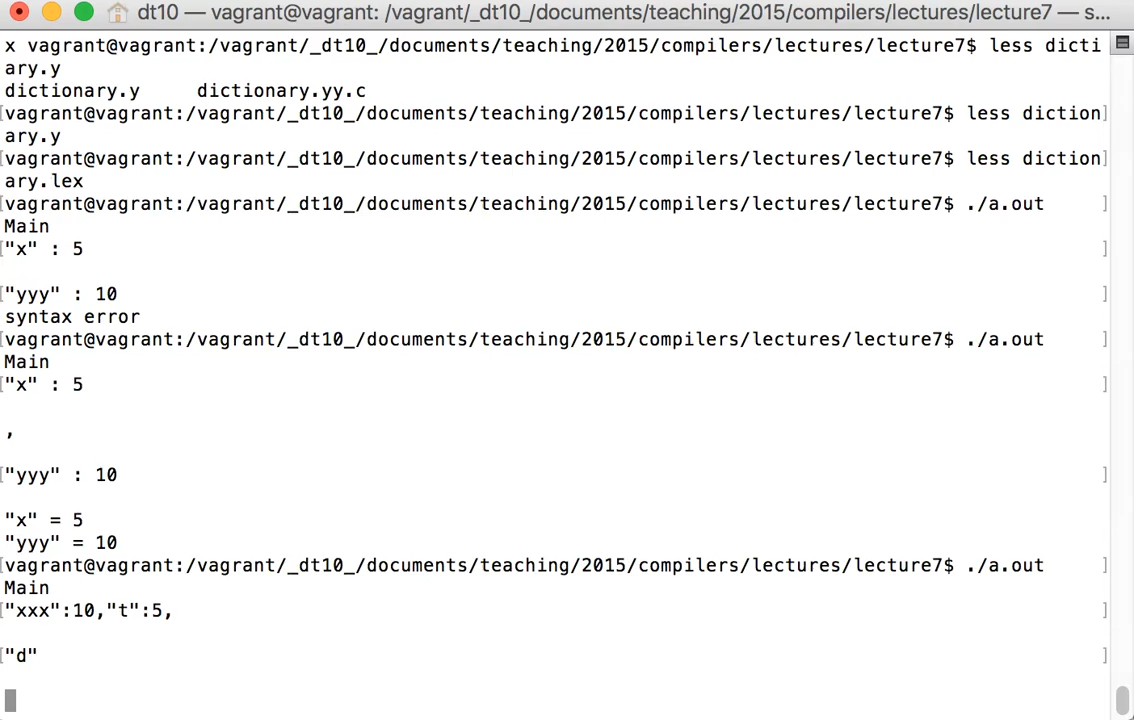 dt10 — vagrant@vagrant: /vagrant/_dt10_/documents/teaching/2015/compilers/lectures/lecture7 — s...
x vagrant@vagrant:/vagrant/_dt10_/documents/teaching/2015/compilers/lectures/lecture7$ less dicti
ary.y
dictionary.y     dictionary.yy.c
[vagrant@vagrant:/vagrant/_dt10_/documents/teaching/2015/compilers/lectures/lecture7$ less diction]
ary.y
[vagrant@vagrant:/vagrant/_dt10_/documents/teaching/2015/compilers/lectures/lecture7$ less diction]
ary.lex
[vagrant@vagrant:/vagrant/_dt10_/documents/teaching/2015/compilers/lectures/lecture7$ ./a.out ]
Main
["x" : 5 ]
["yyy" : 10 ]
syntax error
[vagrant@vagrant:/vagrant/_dt10_/documents/teaching/2015/compilers/lectures/lecture7$ ./a.out ]
Main
["x" : 5 ]
,
["yyy" : 10 ]
"x" = 5
"yyy" = 10
[vagrant@vagrant:/vagrant/_dt10_/documents/teaching/2015/compilers/lectures/lecture7$ ./a.out ]
Main
["xxx":10,"t":5, ]
["d" ]